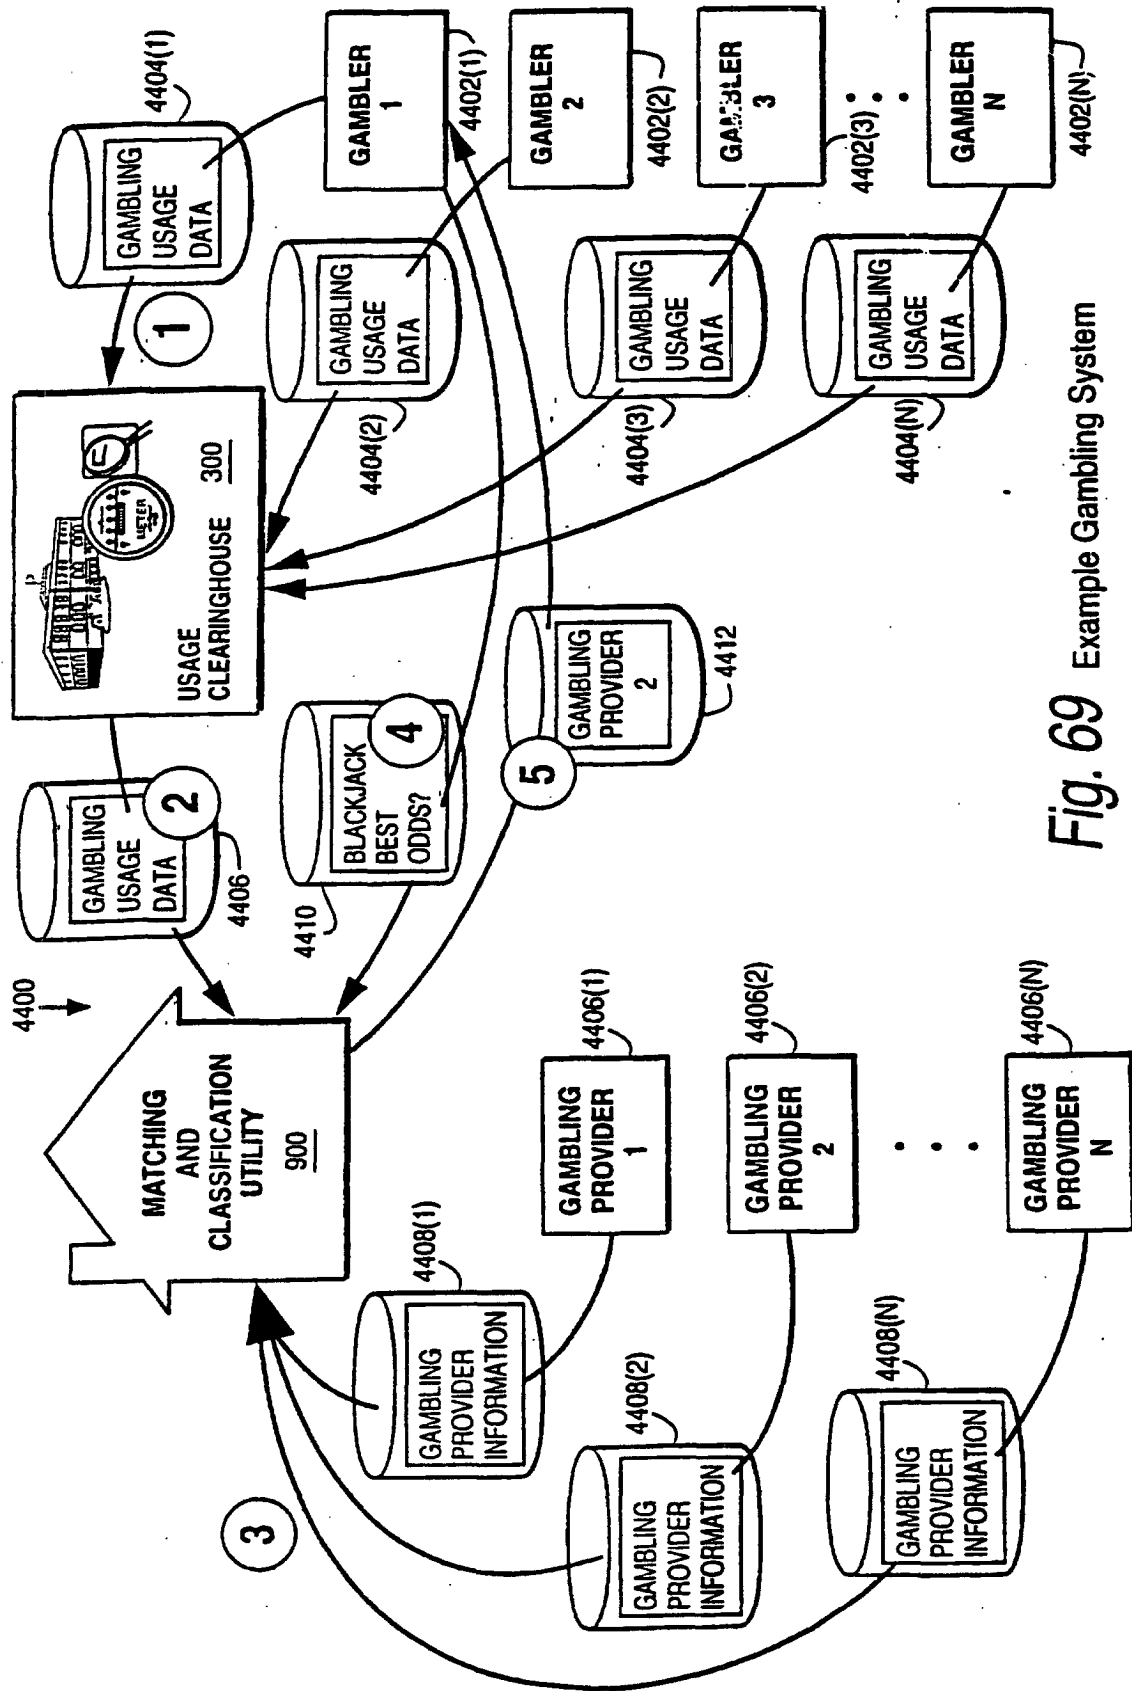 4400
MATCHING
AND
CLASSIFICATION
UTILITY
900
GAMBLING
USAGE
DATA
2
4406
USAGE
CLEARINGHOUSE
300
METER
1
GAMBLING
USAGE
DATA
4404(1)
GAMBLER
1
4402(1)
GAMBLING
USAGE
DATA
4404(2)
GAMBLER
2
4402(2)
GAMBLING
USAGE
DATA
4404(3)
GAMBLER
3
4402(3)
GAMBLING
USAGE
DATA
4404(N)
GAMBLER
N
4402(N)
BLACKJACK
BEST
ODDS?
4
4410
5
GAMBLING
PROVIDER
2
4412
3
GAMBLING
PROVIDER
INFORMATION
4408(1)
GAMBLING
PROVIDER
1
4406(1)
GAMBLING
PROVIDER
INFORMATION
4408(2)
GAMBLING
PROVIDER
2
4406(2)
GAMBLING
PROVIDER
INFORMATION
4408(N)
GAMBLING
PROVIDER
N
4406(N)
Fig. 69 Example Gambling System